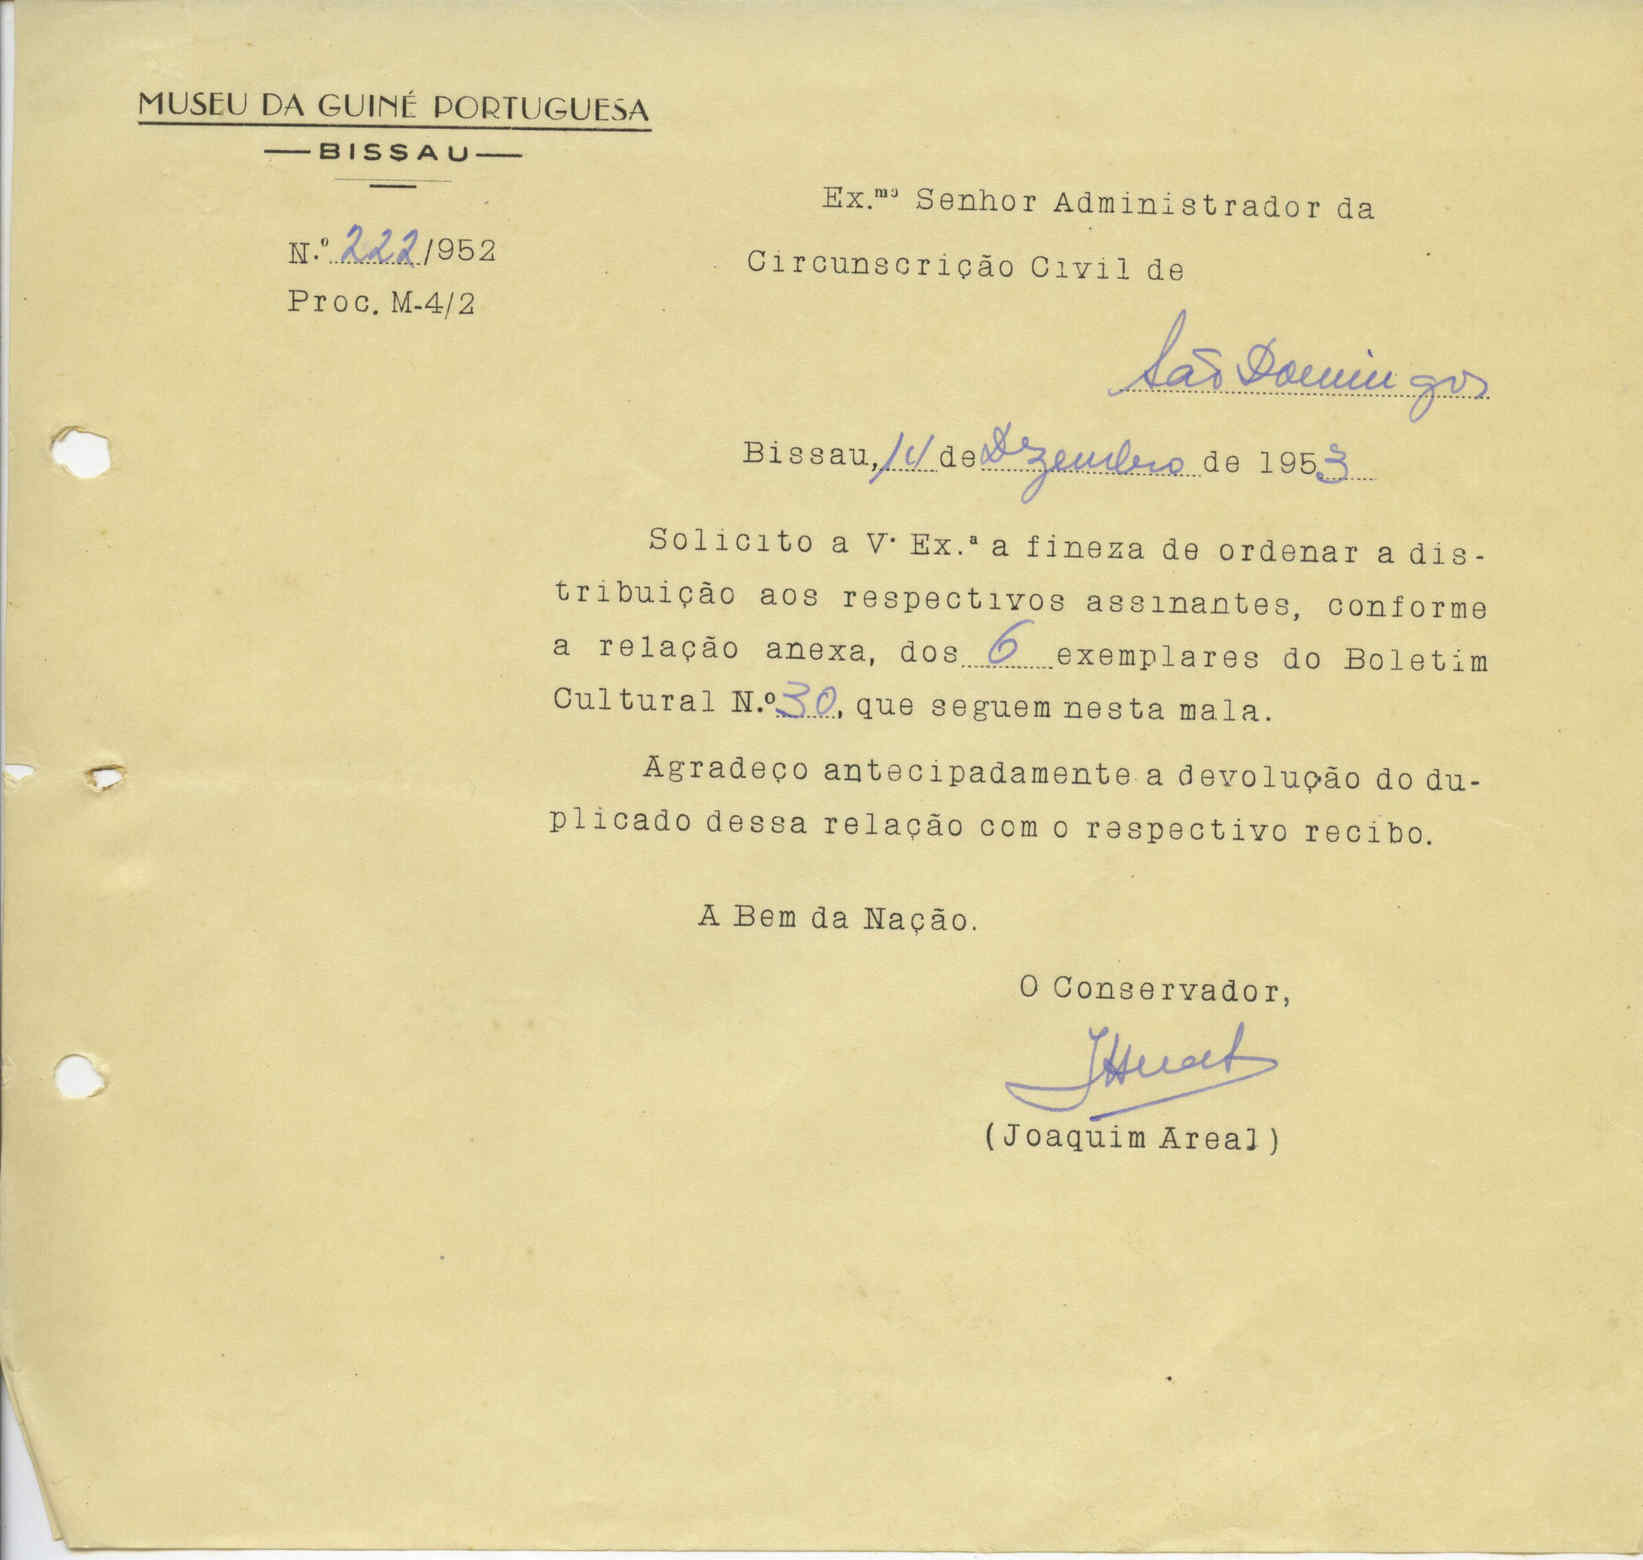 MUSEU DA GUINÉ PORTUGUESA
BISSAU
N.º 222/952
Proc. M-4/2
Ex.mº Senhor Administrador da
Circunscrição Civil de
São Domingos
Bissau, 14 de Dezembro de 1953
Solicito a V. Ex.ª a fineza de ordenar a dis-
tribuição aos respectivos assinantes, conforme
a relação anexa, dos 6 exemplares do Boletim
Cultural N.º 30, que seguem nesta mala.
Agradeço antecipadamente a devolução do du-
plicado dessa relação com o respectivo recibo.
A Bem da Nação.
O Conservador,
(Joaquim Areal)